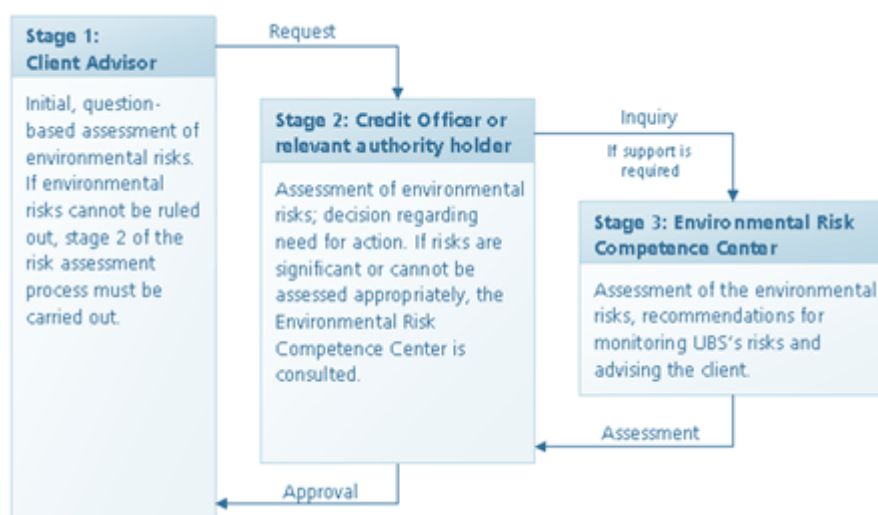 Stage 1:
Client Advisor
Initial, question-
based assessment of
environmental risks.
If environmental
risks cannot be ruled
out, stage 2 of the
risk assessment
process must be
carried out.
Request
Stage 2: Credit Officer or
relevant authority holder
Assessment of environmental
risks; decision regarding
need for action. If risks are
significant or cannot be
assessed appropriately, the
Environmental Risk
Competence Center is
consulted.
Inquiry
If support is
required
Stage 3: Environmental Risk
Competence Center
Assessment of the environmental
risks, recommendations for
monitoring UBS's risks and
advising the client.
Assessment
Approval